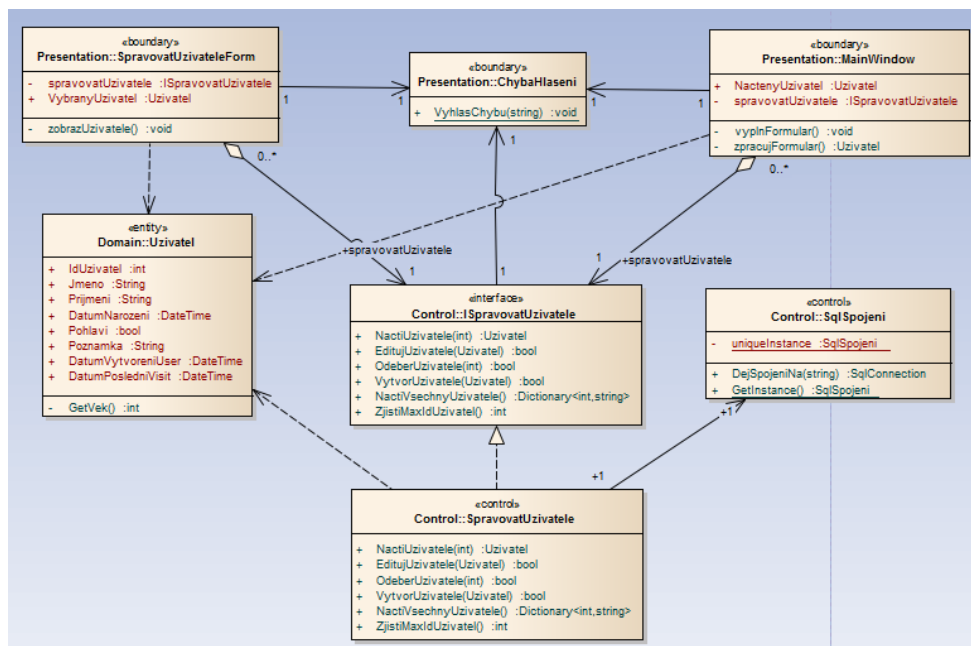 «boundary»
Presentation::SpravovatUzivateleForm
- spravovatUzivatele :ISpravovatUzivatele
+ VybranyUzivatel :Uzivatel
- zobrazUzivatele() :void
«boundary»
Presentation::ChybaHlaseni
+ VyhlasChybu(string) :void
«boundary»
Presentation::MainWindow
+ NactenyUzivatel :Uzivatel
- spravovatUzivatele :ISpravovatUzivatele
- vyplnFormular() :void
- zpracujFormular() :Uzivatel
1
1
1
1
1
0..*
0..*
«entity»
Domain::Uzivatel
+ IdUzivatel :int
+ Jmeno :String
+ Prijmeni :String
+ DatumNarozeni :DateTime
+ Pohlavi :bool
+ Poznamka :String
+ DatumVytvoreniUser :DateTime
+ DatumPosledniVisit :DateTime
- GetVek() :int
+spravovatUzivatele
1
1
+spravovatUzivatele
1
«interface»
Control::ISpravovatUzivatele
+ NactiUzivatele(int) :Uzivatel
+ EditujUzivatele(Uzivatel) :bool
+ OdeberUzivatele(int) :bool
+ VytvorUzivatele(Uzivatel) :bool
+ NactiVsechnyUzivatele() :Dictionary<int,string>
+ ZjistiMaxIdUzivatel() :int
«control»
Control::SqlSpojeni
- uniqueInstance :SqlSpojeni
+ DejSpojeniNa(string) :SqlConnection
+ GetInstance() :SqlSpojeni
+1
+1
«control»
Control::SpravovatUzivatele
+ NactiUzivatele(int) :Uzivatel
+ EditujUzivatele(Uzivatel) :bool
+ OdeberUzivatele(int) :bool
+ VytvorUzivatele(Uzivatel) :bool
+ NactiVsechnyUzivatele() :Dictionary<int,string>
+ ZjistiMaxIdUzivatel() :int